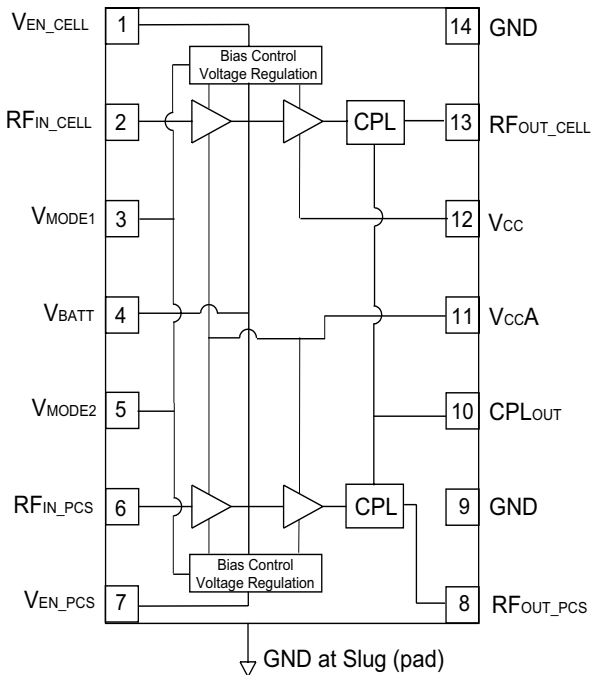 VEN_CELL 1 14 GND
Bias Control
Voltage Regulation
RFIN_CELL 2 CPL 13 RFOUT_CELL
VMODE1 3 12 VCC
VBATT 4 11 VCCA
VMODE2 5 10 CPLOUT
RFIN_PCS 6 CPL 9 GND
Bias Control
Voltage Regulation
VEN_PCS 7 8 RFOUT_PCS
GND at Slug (pad)